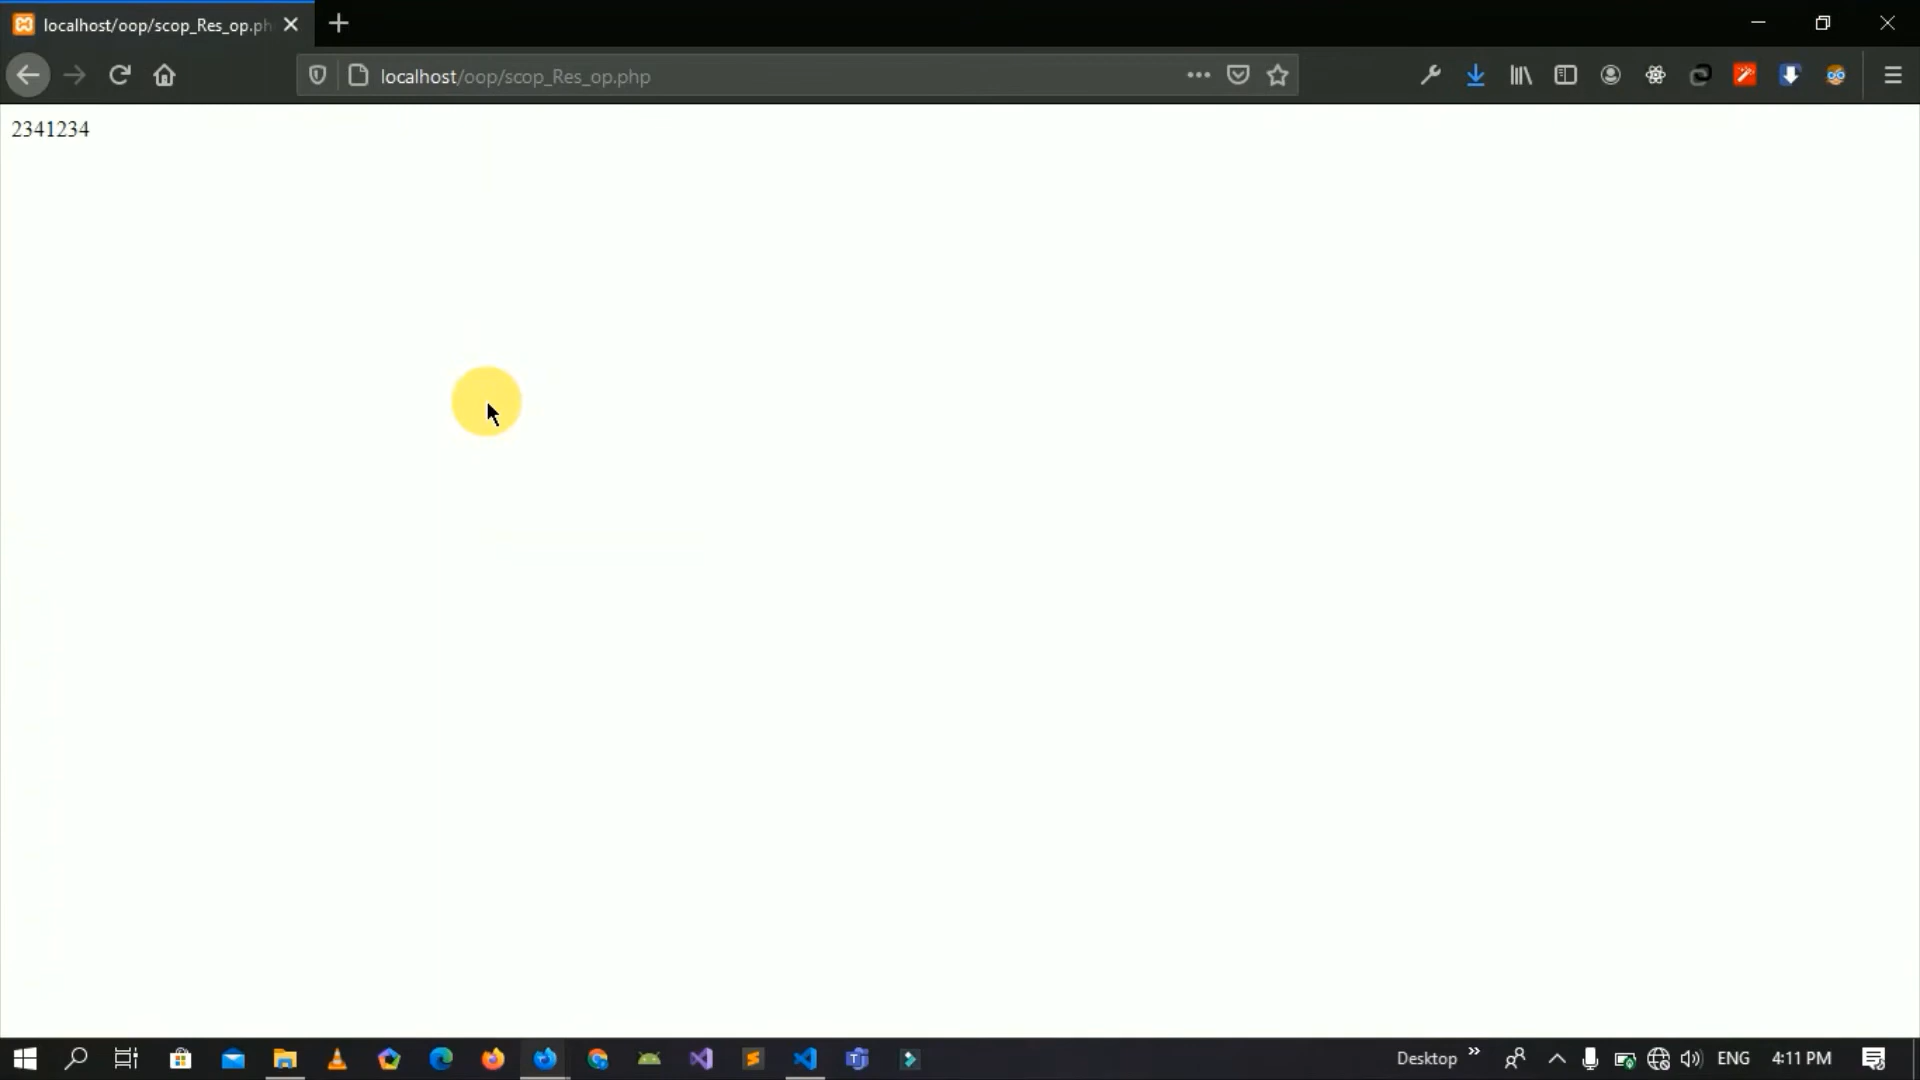 localhost/oop/scop_Res_op.ph
localhost/oop/scop_Res_op.php
2341234
Desktop
ENG
4:11 PM